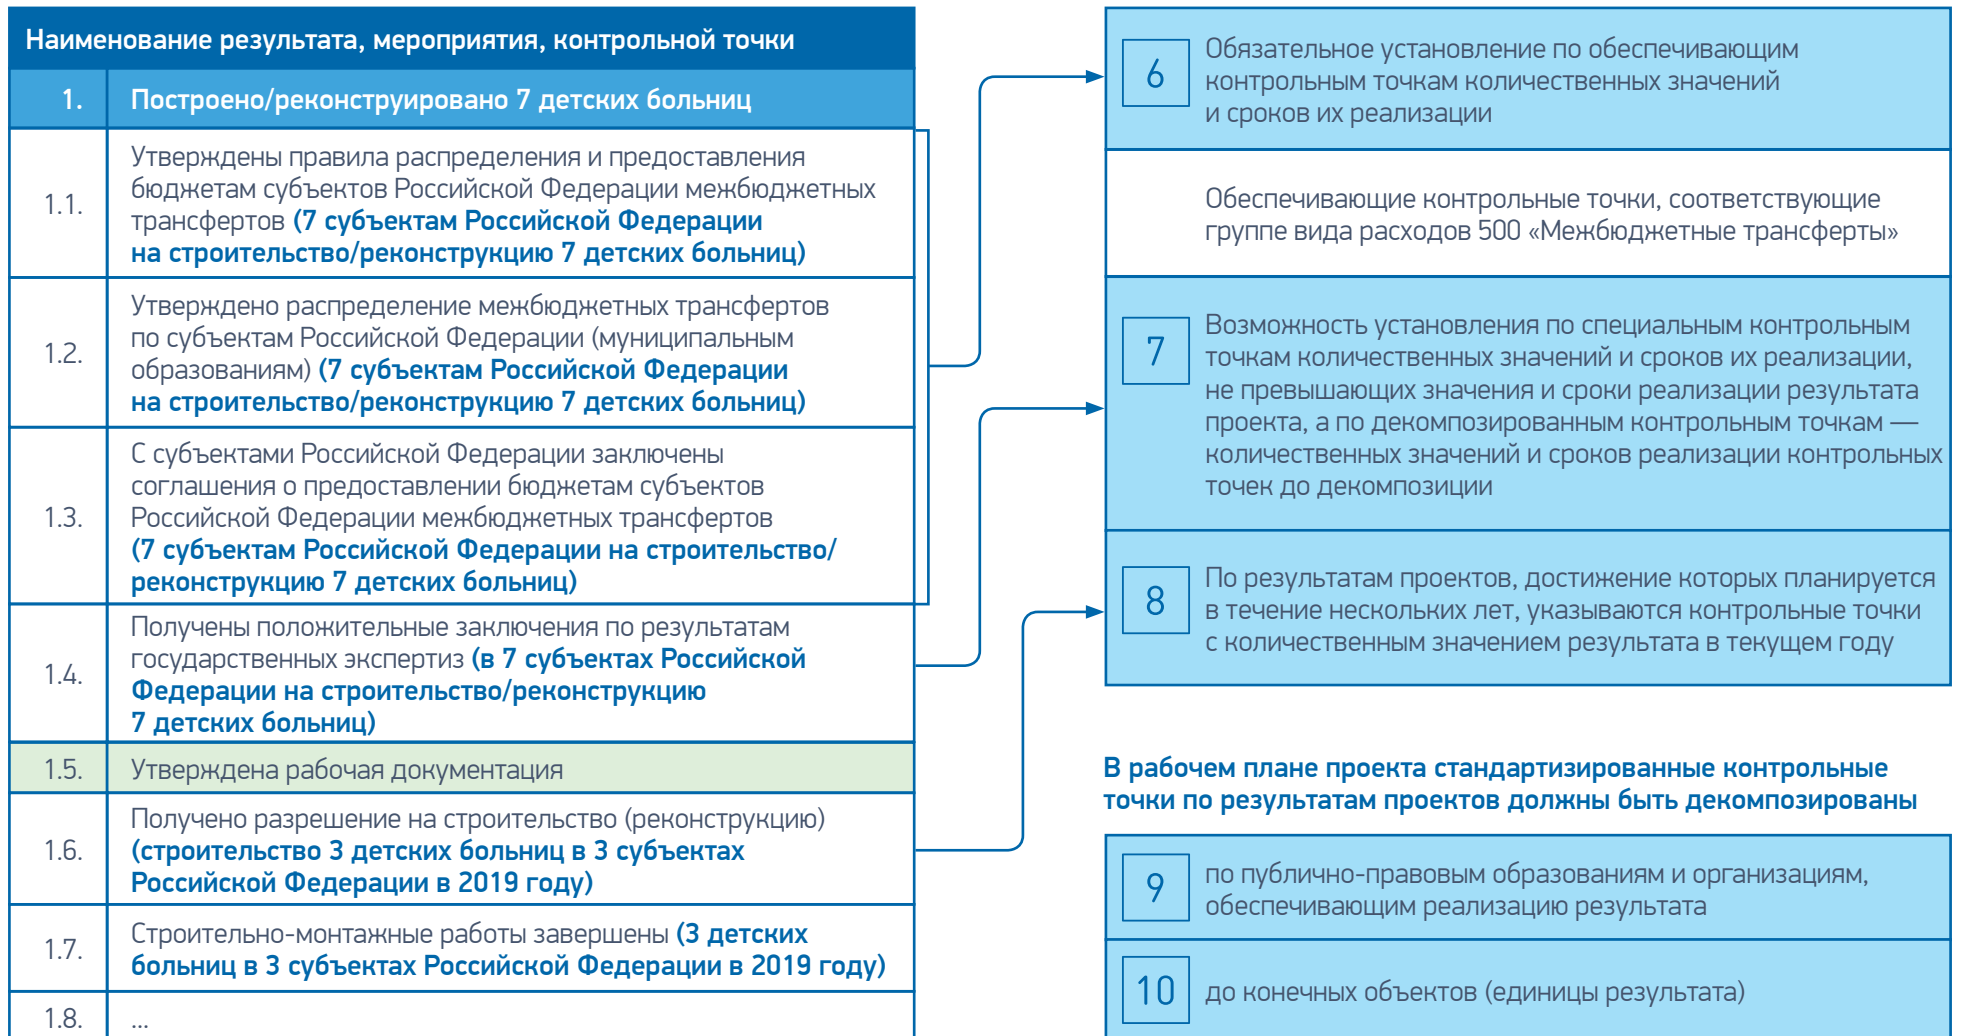 Наименование результата, мероприятия, контрольной точки
1. Построено/реконструировано 7 детских больниц
1.1.
Утверждены правила распределения и предоставления
бюджетам субъектов Российской Федерации межбюджетных
трансфертов (7 субъектам Российской Федерации
на строительство/реконструкцию 7 детских больниц)
1.2.
Утверждено распределение межбюджетных трансфертов
по субъектам Российской Федерации (муниципальным
образованиям) (7 субъектам Российской Федерации
на строительство/реконструкцию 7 детских больниц)
1.3.
С субъектами Российской Федерации заключены
соглашения о предоставлении бюджетам субъектов
Российской Федерации межбюджетных трансфертов
(7 субъектам Российской Федерации на строительство/
реконструкцию 7 детских больниц)
1.4.
Получены положительные заключения по результатам
государственных экспертиз (в 7 субъектах Российской
Федерации на строительство/реконструкцию
7 детских больниц)
1.5. Утверждена рабочая документация
1.6.
Получено разрешение на строительство (реконструкцию)
(строительство 3 детских больниц в 3 субъектах
Российской Федерации в 2019 году)
1.7.
Строительно-монтажные работы завершены (3 детских
больниц в 3 субъектах Российской Федерации в 2019 году)
1.8. ...
6
Обязательное установление по обеспечивающим
контрольным точкам количественных значений
и сроков их реализации
Обеспечивающие контрольные точки, соответствующие
группе вида расходов 500 «Межбюджетные трансферты»
7
Возможность установления по специальным контрольным
точкам количественных значений и сроков их реализации,
не превышающих значения и сроки реализации результата
проекта, а по декомпозированным контрольным точкам —
количественных значений и сроков реализации контрольных
точек до декомпозиции
8
По результатам проектов, достижение которых планируется
в течение нескольких лет, указываются контрольные точки
с количественным значением результата в текущем году
В рабочем плане проекта стандартизированные контрольные
точки по результатам проектов должны быть декомпозированы
9
по публично-правовым образованиям и организациям,
обеспечивающим реализацию результата
10
до конечных объектов (единицы результата)